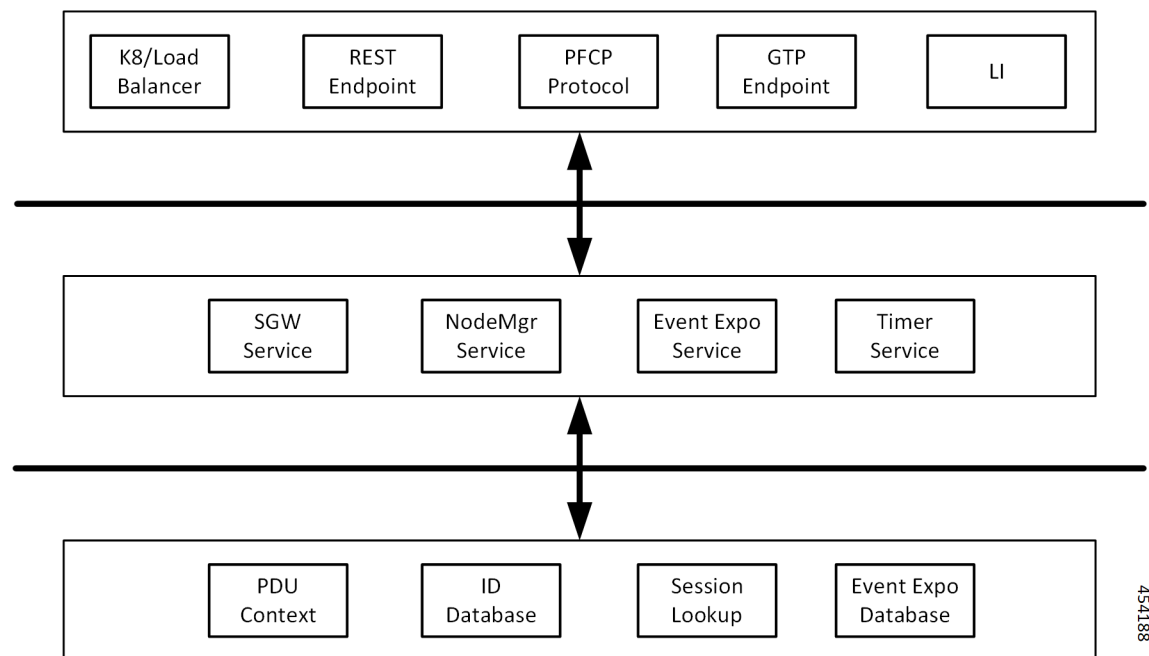 K8/Load
Balancer
REST
Endpoint
PFCP
Protocol
GTP
Endpoint
LI
SGW
Service
NodeMgr
Service
Event Expo
Service
Timer
Service
PDU
Context
ID
Database
Session
Lookup
Event Expo
Database
454188